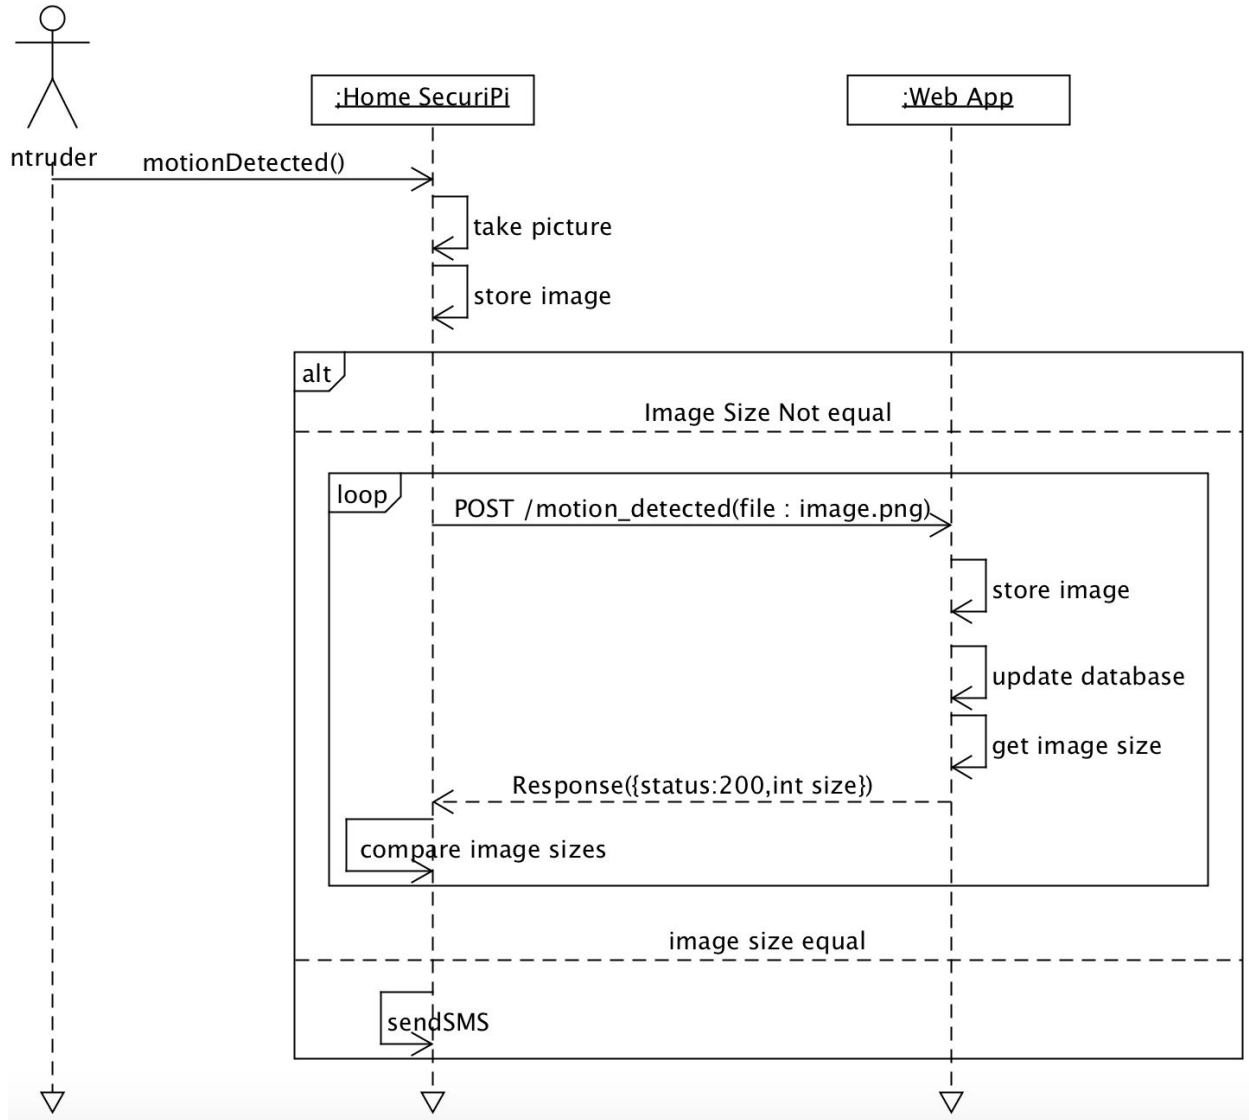 :Home SecuriPi
:Web App
ntruder
motionDetected()
take picture
store image
alt
Image Size Not equal
loop
POST /motion_detected(file : image.png)
store image
update database
get image size
Response({status:200,int size})
compare image sizes
image size equal
sendSMS